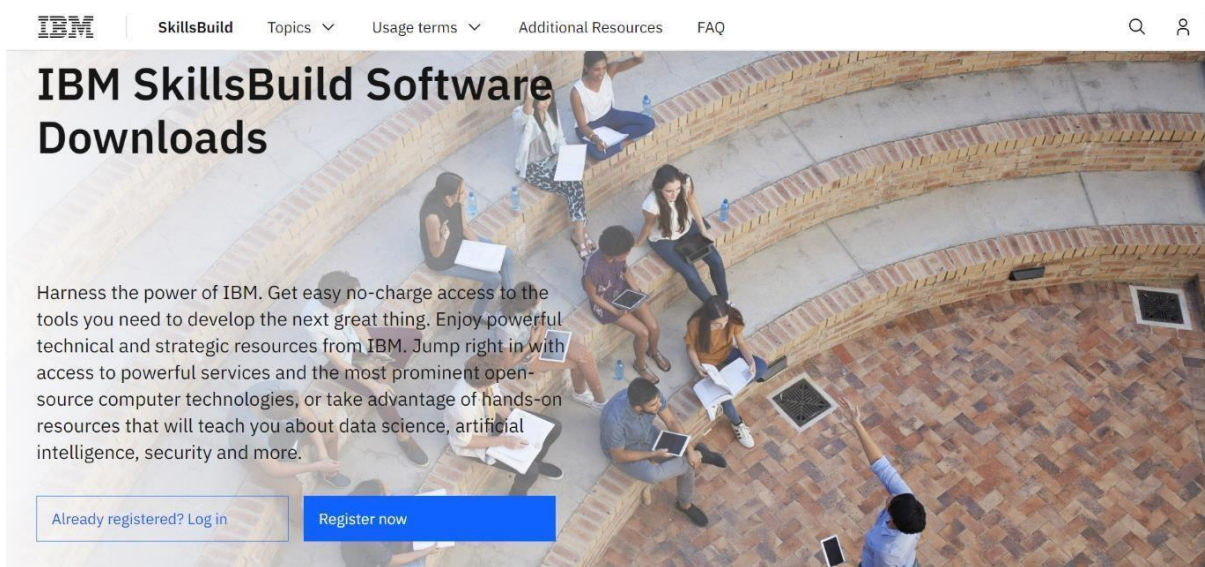 IBM
SkillsBuild
Topics
Usage terms
Additional Resources
FAQ
IBM SkillsBuild Software
Downloads
Harness the power of IBM. Get easy no-charge access to the
tools you need to develop the next great thing. Enjoy powerful
technical and strategic resources from IBM. Jump right in with
access to powerful services and the most prominent open-
source computer technologies, or take advantage of hands-on
resources that will teach you about data science, artificial
intelligence, security and more.
Already registered? Log in
Register now